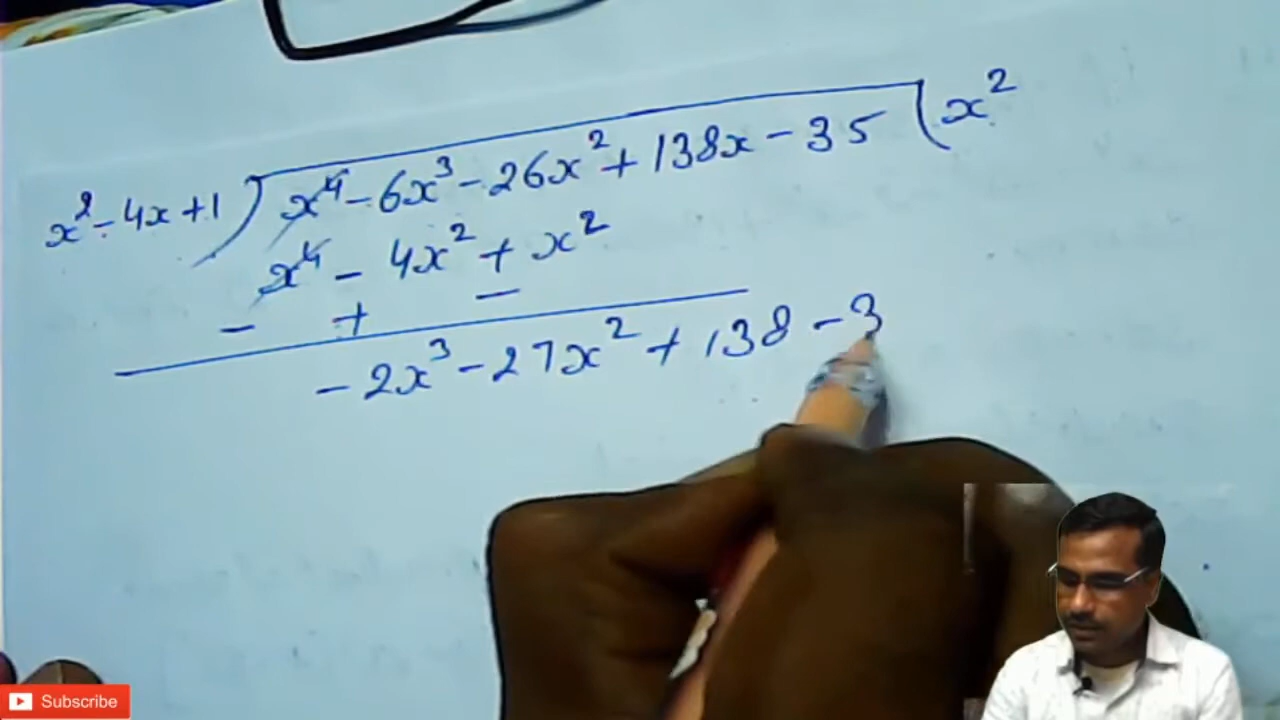 x² - 4x + 1 ) x⁴ - 6x³ - 26x² + 138x - 35 ( x²
x⁴ - 4x² + x²
- + -
- 2x³ - 27x² + 138 - 3
Subscribe